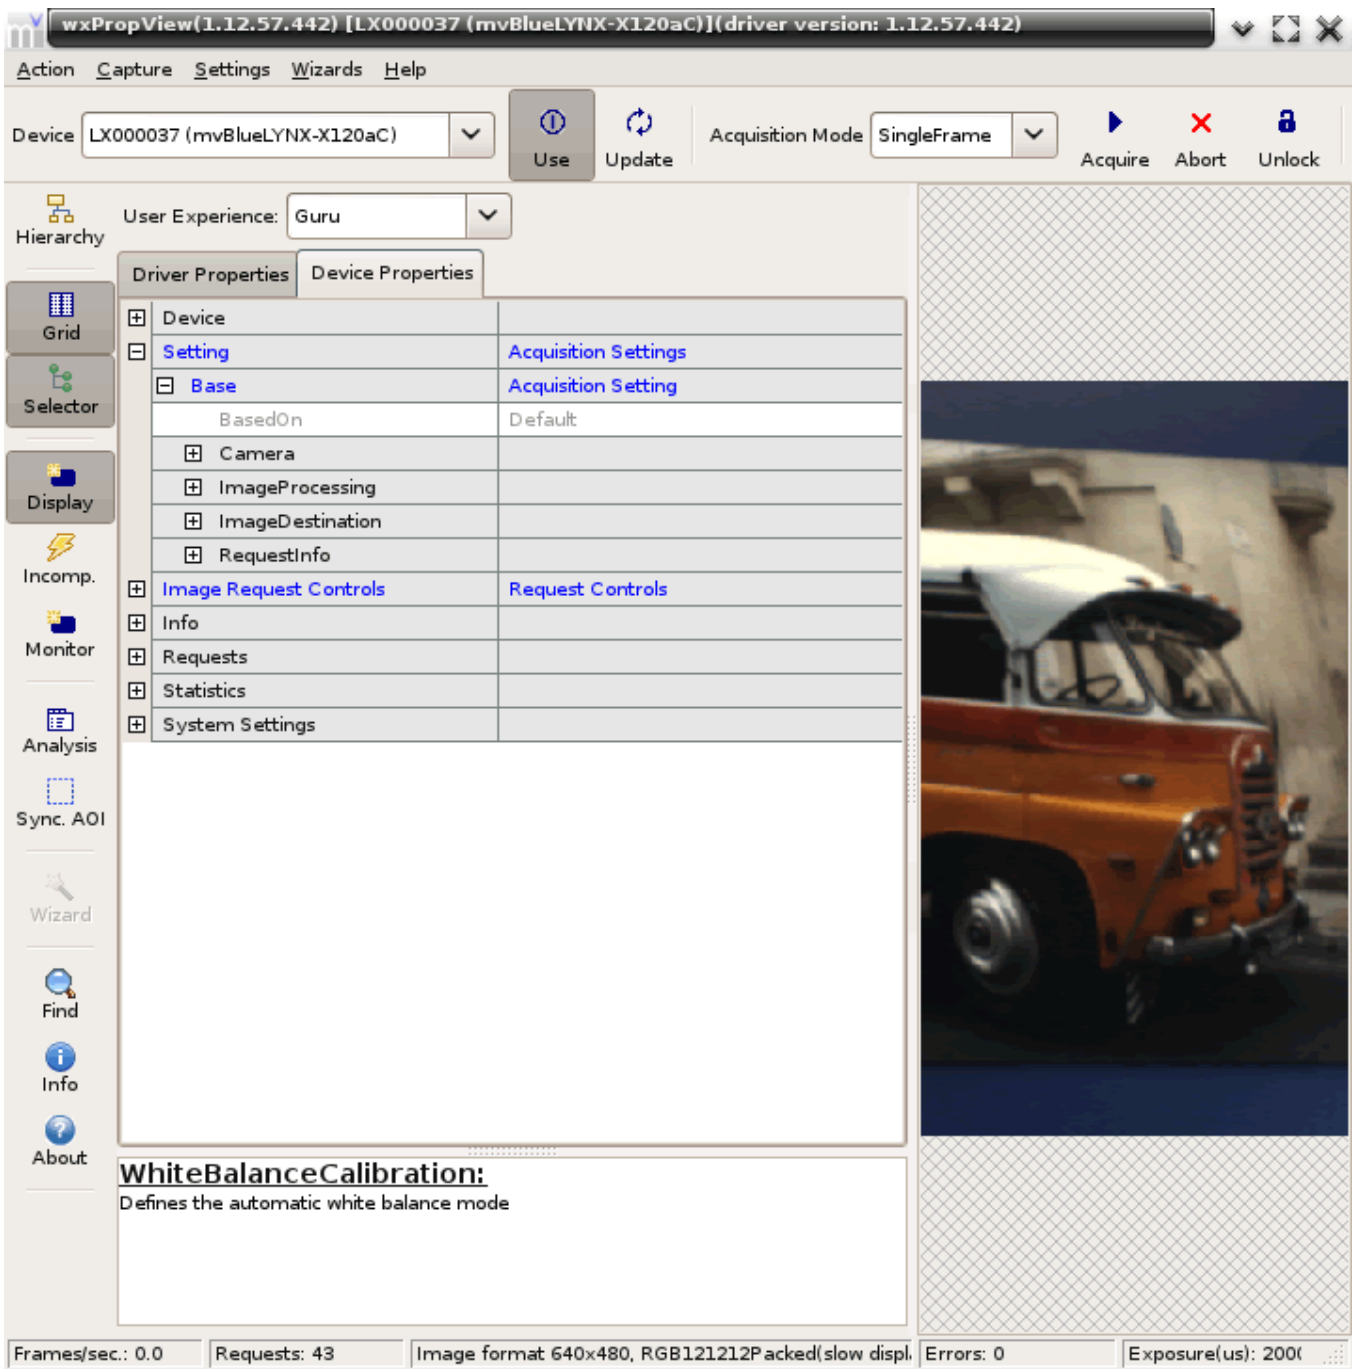 wxPropView(1.12.57.442) [LX000037 (mvBlueLYNX-X120aC)](driver version: 1.12.57.442)
Action Capture Settings Wizards Help
Device LX000037 (mvBlueLYNX-X120aC) Use Update Acquisition Mode SingleFrame Acquire Abort Unlock
Hierarchy
User Experience: Guru
Driver Properties Device Properties
Grid
Selector
Display
Incomp.
Monitor
Analysis
Sync. AOI
Wizard
Find
Info
About
Device
Setting Acquisition Settings
Base Acquisition Setting
BasedOn Default
Camera
ImageProcessing
ImageDestination
RequestInfo
Image Request Controls Request Controls
Info
Requests
Statistics
System Settings
WhiteBalanceCalibration:
Defines the automatic white balance mode
Frames/sec.: 0.0 Requests: 43 Image format 640x480, RGB121212Packed(slow displ Errors: 0 Exposure(us): 200